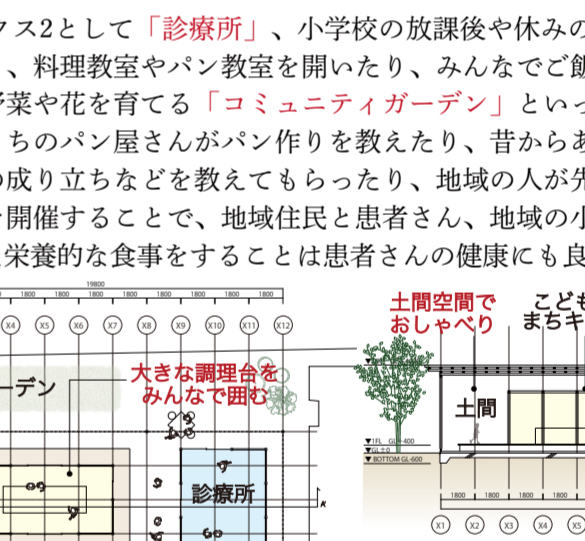 クス2として「診療所」、小学校の放課後や休みの
、料理教室やパン教室を開いたり、みんなでご飯
野菜や花を育てる「コミュニティガーデン」といっ
ちのパン屋さんがパン作りを教えたり、昔からあ
の成り立ちなどを教えてもらったり、地域の人が先
を開催することで、地域住民と患者さん、地域の小
栄養的な食事をすることは患者さんの健康にも良
19800
1800 1800 1800 1800 1800 1800 1800 1800
X4 X5 X6 X7 X8 X9 X10 X11 X12
ーデン
大きな調理台を
みんなで囲む
診療所
土間空間で
おしゃべり
こども
まちキ
土間
▼1FL GL+400
▼GL±0
▼BOTTOM GL-600
1800 1800 1800 1800
X1 X2 X3 X4 X5